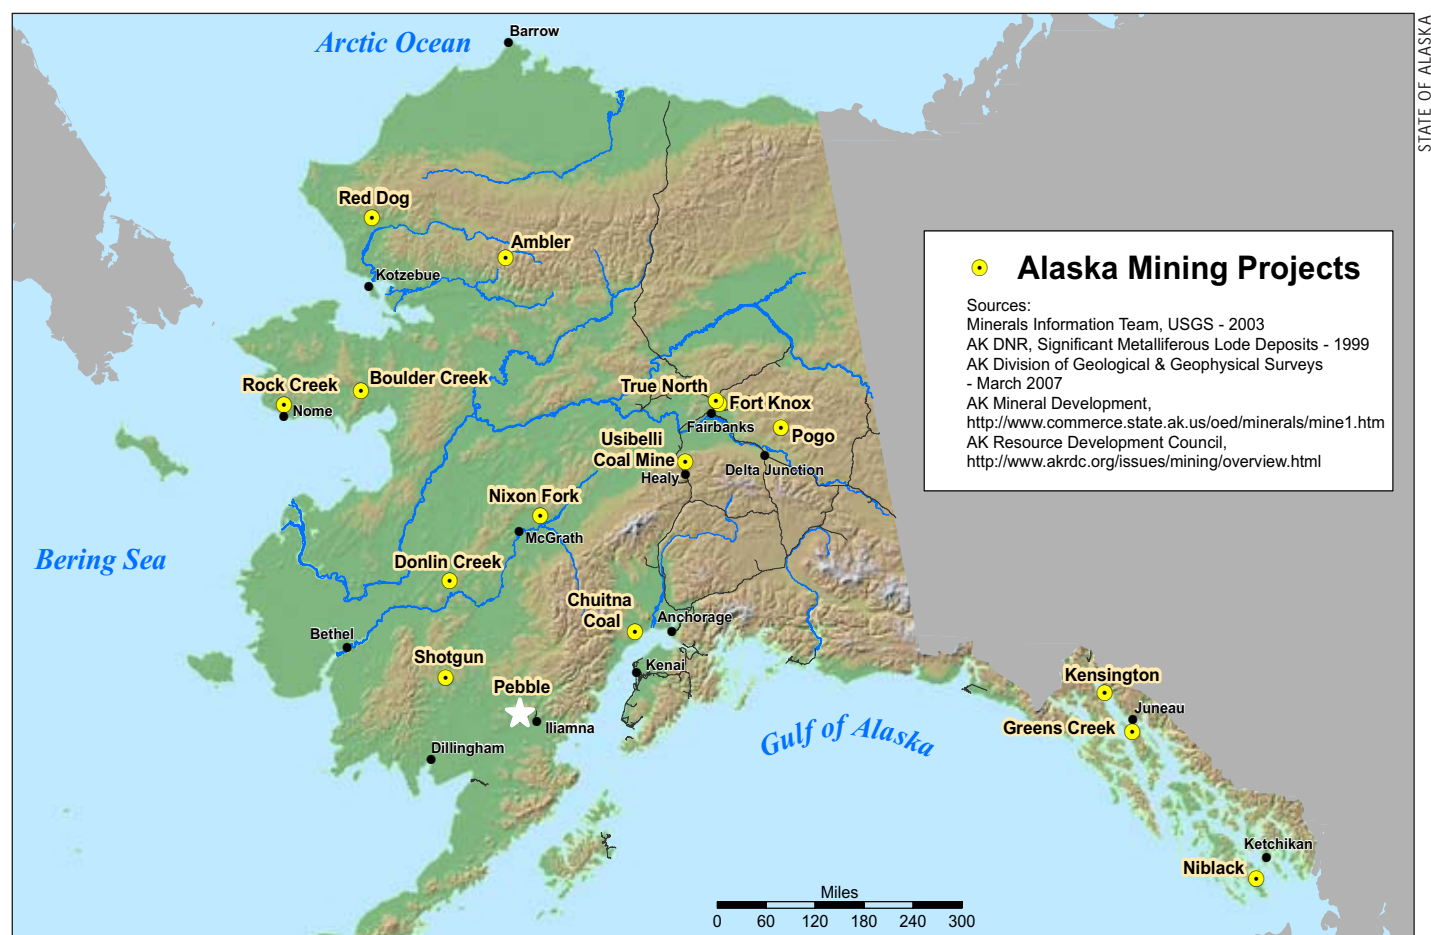 STATE OF ALASKA
Arctic Ocean
Barrow
Red Dog
Ambler
Kotzebue
Alaska Mining Projects
Sources:
Minerals Information Team, USGS - 2003
AK DNR, Significant Metalliferous Lode Deposits - 1999
AK Division of Geological & Geophysical Surveys
- March 2007
AK Mineral Development,
http://www.commerce.state.ak.us/oed/minerals/mine1.htm
AK Resource Development Council,
http://www.akrdc.org/issues/mining/overview.html
Rock Creek
Boulder Creek
Nome
True North
Fort Knox
Fairbanks
Pogo
Usibelli
Coal Mine
Healy
Delta Junction
Nixon Fork
McGrath
Bering Sea
Donlin Creek
Chuitna
Coal
Anchorage
Bethel
Shotgun
Kenai
Pebble
Iliamna
Dillingham
Gulf of Alaska
Kensington
Juneau
Greens Creek
Ketchikan
Niblack
Miles
0 60 120 180 240 300